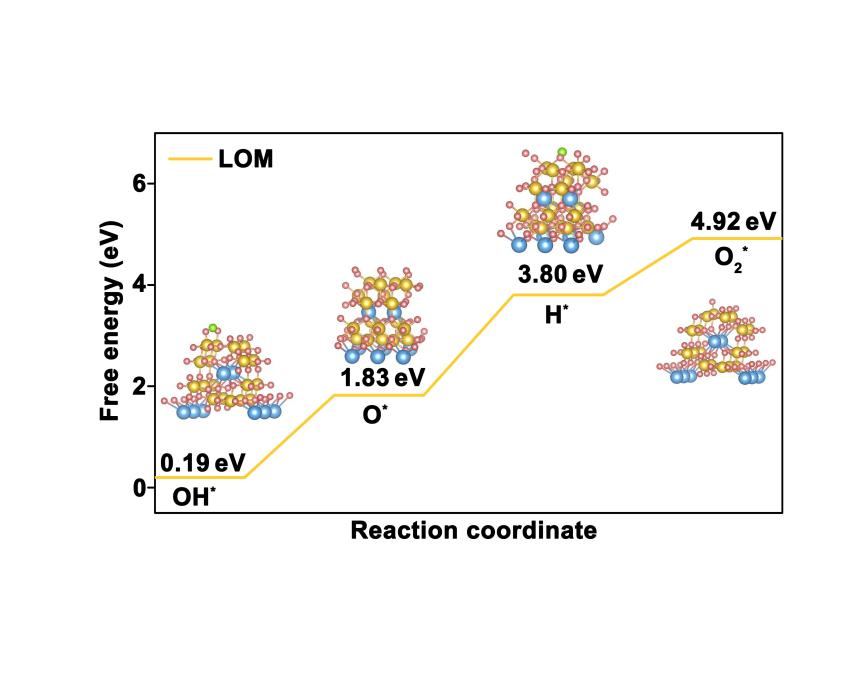 LOM
6
4
2
0
Free energy (eV)
0.19 eV
OH*
1.83 eV
O*
3.80 eV
H*
4.92 eV
O₂*
Reaction coordinate